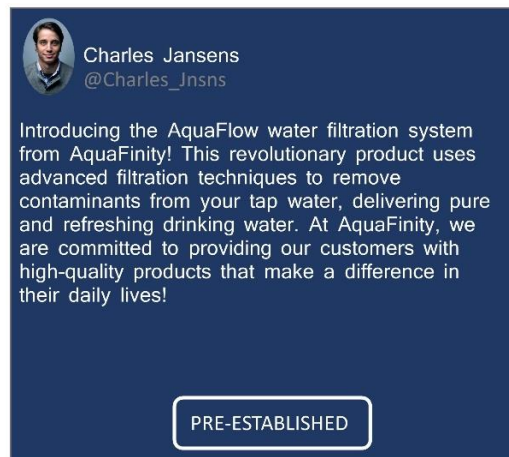 Charles Jansens
@Charles_Jnsns
Introducing the AquaFlow water filtration system
from AquaFinity! This revolutionary product uses
advanced filtration techniques to remove
contaminants from your tap water, delivering pure
and refreshing drinking water. At AquaFinity, we
are committed to providing our customers with
high-quality products that make a difference in
their daily lives!
PRE-ESTABLISHED